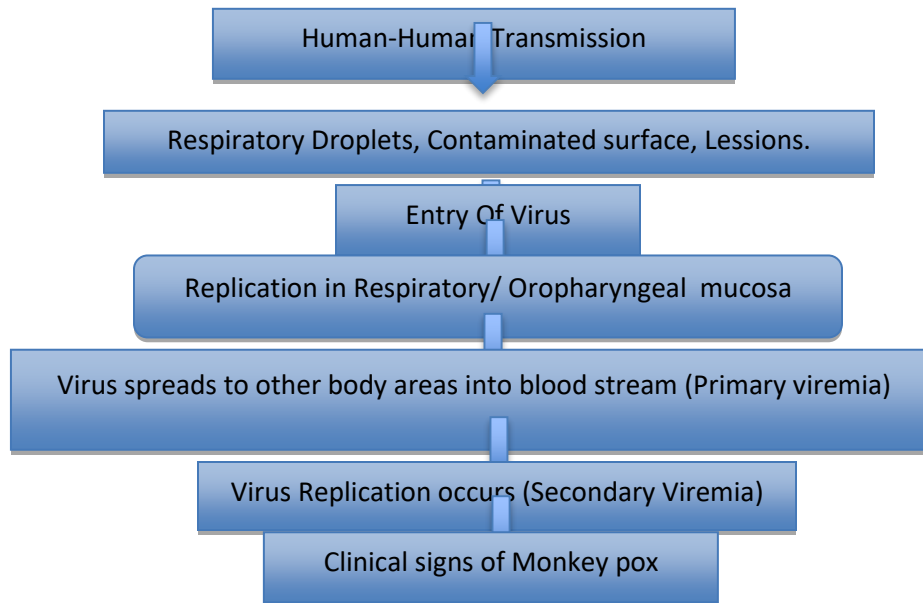 Human-Human Transmission
Respiratory Droplets, Contaminated surface, Lessions.
Entry Of Virus
Replication in Respiratory/ Oropharyngeal mucosa
Virus spreads to other body areas into blood stream (Primary viremia)
Virus Replication occurs (Secondary Viremia)
Clinical signs of Monkey pox